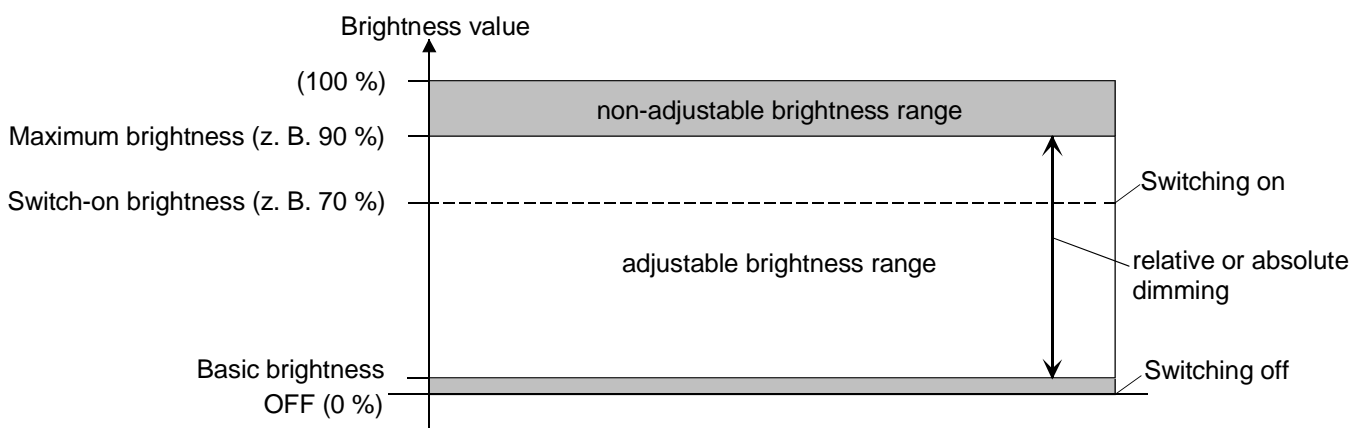 Brightness value
(100 %)
non-adjustable brightness range
Maximum brightness (z. B. 90 %)
Switching on
Switch-on brightness (z. B. 70 %)
adjustable brightness range
relative or absolute
dimming
Basic brightness
Switching off
OFF (0 %)